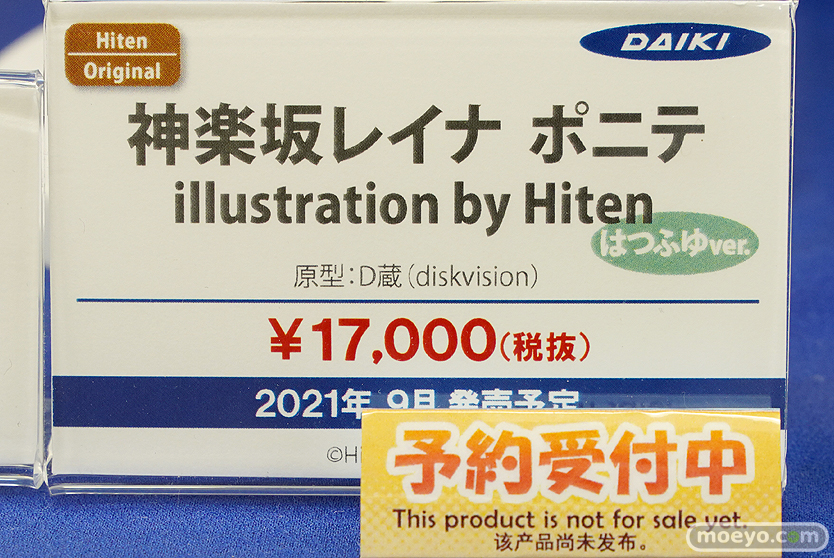 Hiten
Original
DAIKI
神楽坂レイナ ポニテ
illustration by Hiten
はつふゆver.
原型:D蔵(diskvision)
¥17,000(税抜)
2021年 9月 発売予定
©Hi
予約受付中
This product is not for sale yet.
该产品尚未发布。
moeyo.com